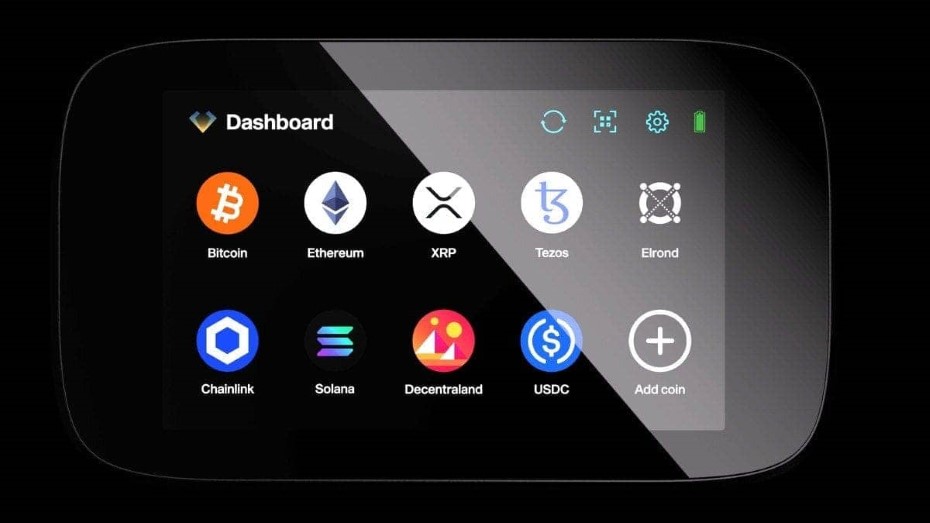 Dashboard
Bitcoin Ethereum XRP Tezos Elrond
Chainlink Solana Decentraland USDC Add coin